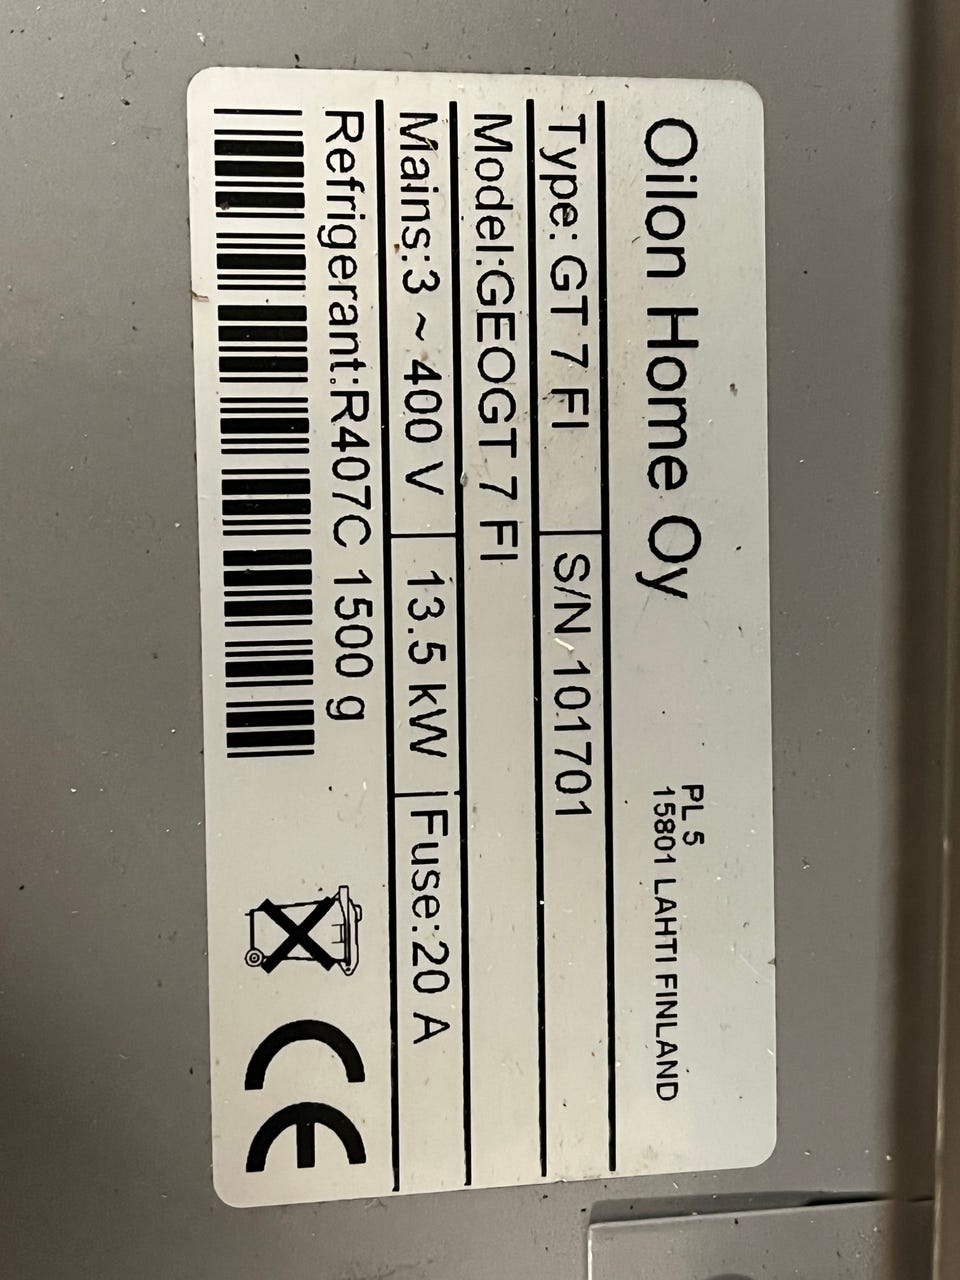 Oilon Home Oy
PL 5
15801 LAHTI FINLAND
Type: GT 7 FI
S/N 101701
Model:GEOGT 7 FI
Mains:3 ~ 400 V
13.5 kW
Fuse:20 A
Refrigerant:R407C 1500 g
CE